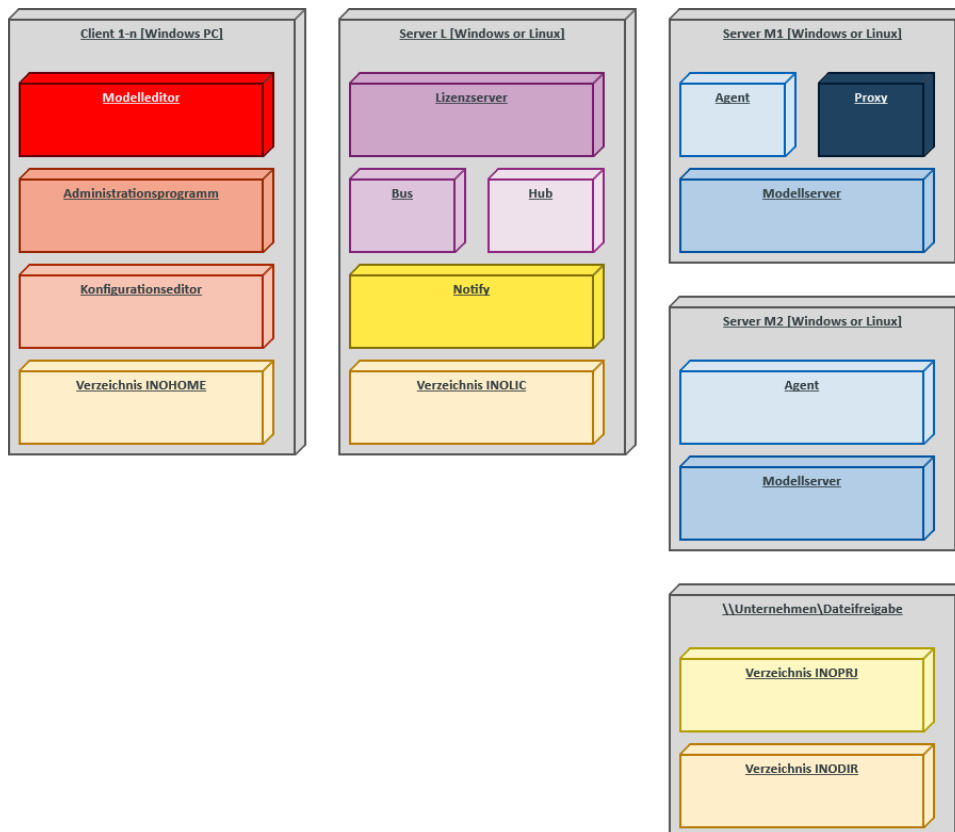 Client 1-n [Windows PC]
Modelleditor
Administrationsprogramm
Konfigurationseditor
Verzeichnis INOHOME
Server L [Windows or Linux]
Lizenzserver
Bus
Hub
Notify
Verzeichnis INOLIC
Server M1 [Windows or Linux]
Agent
Proxy
Modellserver
Server M2 [Windows or Linux]
Agent
Modellserver
\\Unternehmen\Dateifreigabe
Verzeichnis INOPRJ
Verzeichnis INODIR